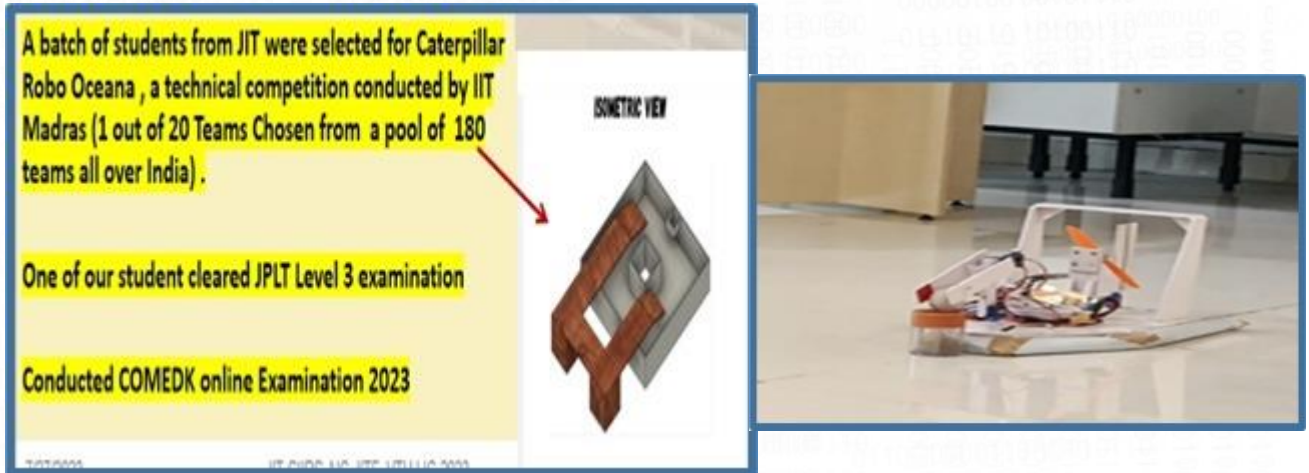 A batch of students from JIT were selected for Caterpillar
Robo Oceana , a technical competition conducted by IIT
Madras (1 out of 20 Teams Chosen from a pool of 180
teams all over India) .
One of our student cleared JPLT Level 3 examination
Conducted COMEDK online Examination 2023
ISOMETRIC VIEW